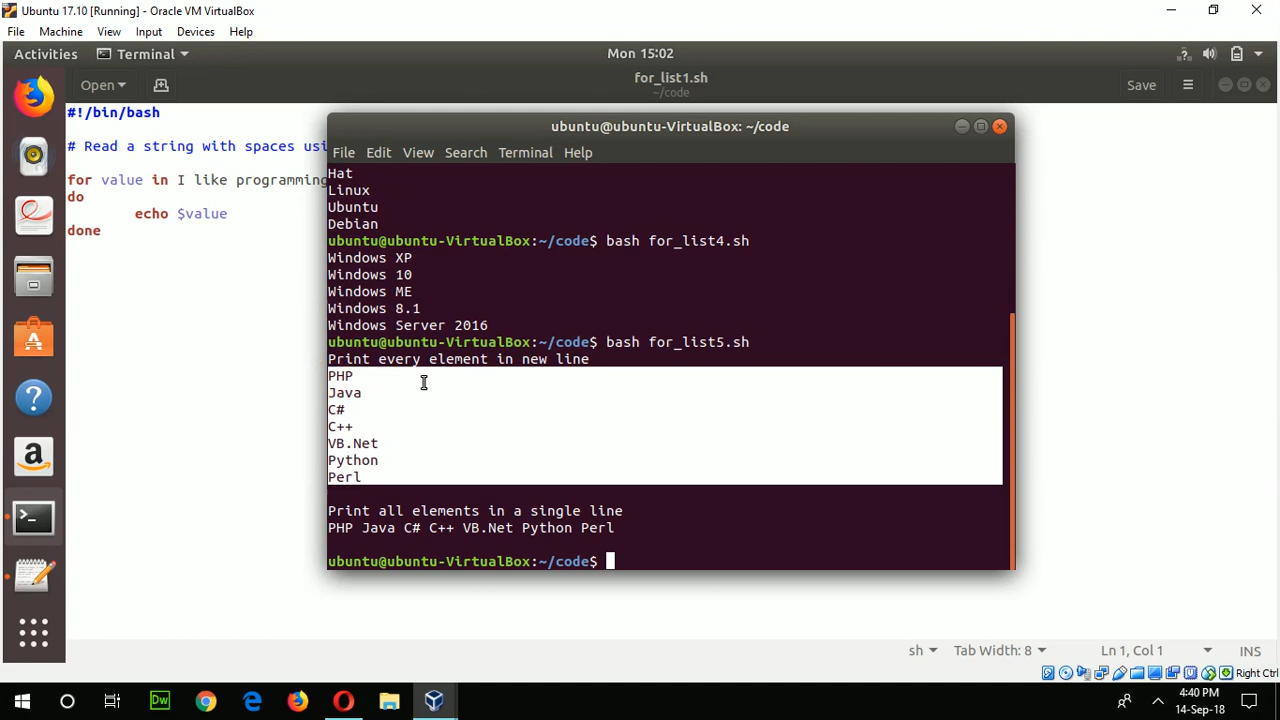 Ubuntu 17.10 [Running] - Oracle VM VirtualBox
File Machine View Input Devices Help
Activities Terminal Mon 15:02
Open for_list1.sh Save
~/code
#!/bin/bash
# Read a string with spaces usi
for value in I like programming
do
echo $value
done
ubuntu@ubuntu-VirtualBox: ~/code
File Edit View Search Terminal Help
Hat
Linux
Ubuntu
Debian
ubuntu@ubuntu-VirtualBox:~/code$ bash for_list4.sh
Windows XP
Windows 10
Windows ME
Windows 8.1
Windows Server 2016
ubuntu@ubuntu-VirtualBox:~/code$ bash for_list5.sh
Print every element in new line
PHP
Java
C#
C++
VB.Net
Python
Perl
Print all elements in a single line
PHP Java C# C++ VB.Net Python Perl
ubuntu@ubuntu-VirtualBox:~/code$
sh Tab Width: 8 Ln 1, Col 1 INS
Right Ctrl
Dw
4:40 PM
14-Sep-18